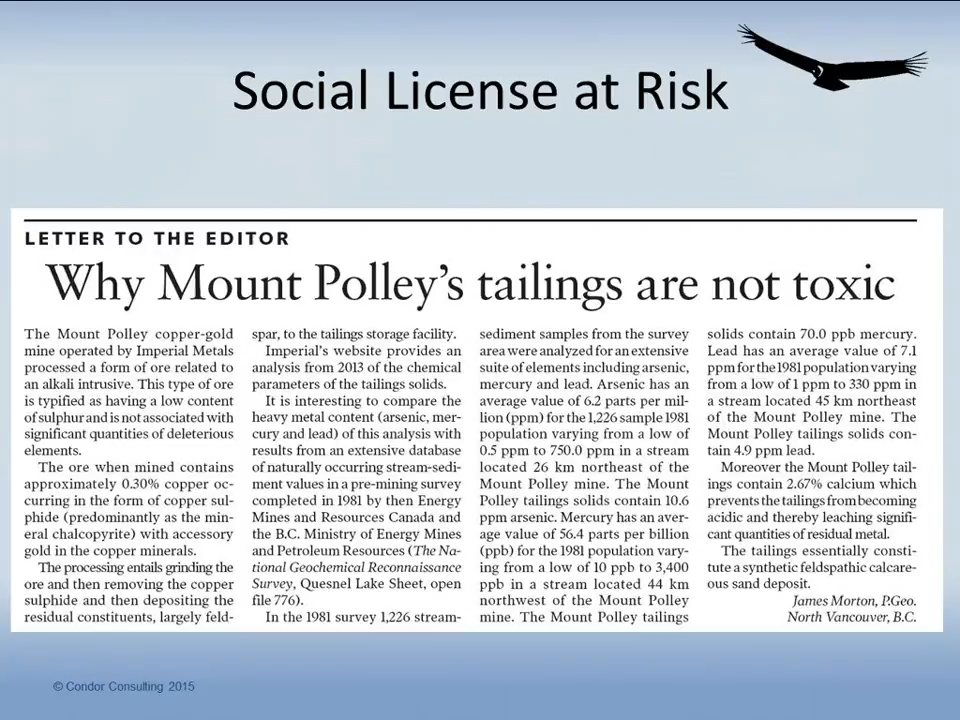 Social License at Risk
LETTER TO THE EDITOR
Why Mount Polley's tailings are not toxic
The Mount Polley copper-gold
mine operated by Imperial Metals
processed a form of ore related to
an alkali intrusive. This type of ore
is typified as having a low content
of sulphur and is not associated with
significant quantities of deleterious
elements.
The ore when mined contains
approximately 0.30% copper oc-
curring in the form of copper sul-
phide (predominantly as the min-
eral chalcopyrite) with accessory
gold in the copper minerals.
The processing entails grinding the
ore and then removing the copper
sulphide and then depositing the
residual constituents, largely feld-
spar, to the tailings storage facility.
Imperial's website provides an
analysis from 2013 of the chemical
parameters of the tailings solids.
It is interesting to compare the
heavy metal content (arsenic, mer-
cury and lead) of this analysis with
results from an extensive database
of naturally occurring stream-sedi-
ment values in a pre-mining survey
completed in 1981 by then Energy
Mines and Resources Canada and
the B.C. Ministry of Energy Mines
and Petroleum Resources (The Na-
tional Geochemical Reconnaissance
Survey, Quesnel Lake Sheet, open
file 776).
In the 1981 survey 1,226 stream-
sediment samples from the survey
area were analyzed for an extensive
suite of elements including arsenic,
mercury and lead. Arsenic has an
average value of 6.2 parts per mil-
lion (ppm) for the 1,226 sample 1981
population varying from a low of
0.5 ppm to 750.0 ppm in a stream
located 26 km northeast of the
Mount Polley mine. The Mount
Polley tailings solids contain 10.6
ppm arsenic. Mercury has an aver-
age value of 56.4 parts per billion
(ppb) for the 1981 population vary-
ing from a low of 10 ppb to 3,400
ppb in a stream located 44 km
northwest of the Mount Polley
mine. The Mount Polley tailings
solids contain 70.0 ppb mercury.
Lead has an average value of 7.1
ppm for the 1981 population varying
from a low of 1 ppm to 330 ppm in
a stream located 45 km northeast
of the Mount Polley mine. The
Mount Polley tailings solids con-
tain 4.9 ppm lead.
Moreover the Mount Polley tail-
ings contain 2.67% calcium which
prevents the tailings from becoming
acidic and thereby leaching signifi-
cant quantities of residual metal.
The tailings essentially consti-
tute a synthetic feldspathic calcare-
ous sand deposit.
James Morton, P.Geo.
North Vancouver, B.C.
© Condor Consulting 2015